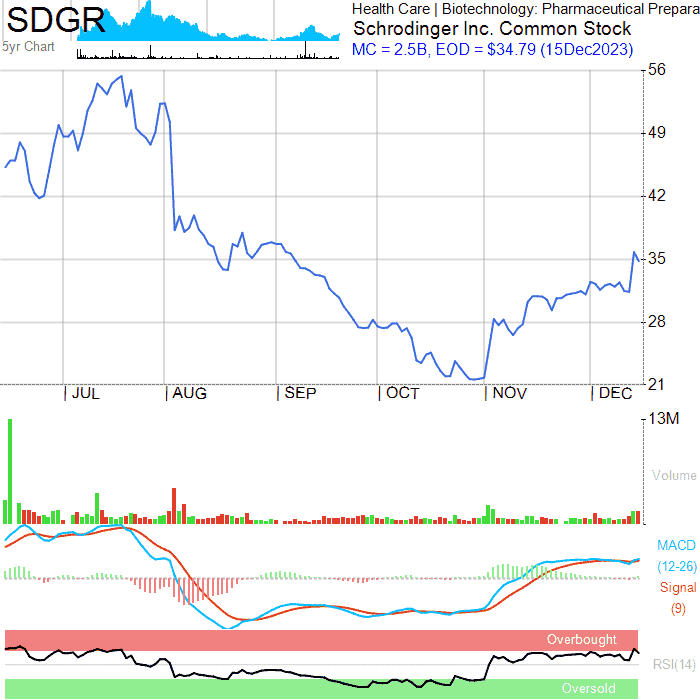 SDGR
5yr Chart
Health Care | Biotechnology: Pharmaceutical Prepara
Schrodinger Inc. Common Stock
MC = 2.5B, EOD = $34.79 (15Dec2023)
56
49
42
35
28
21
JUL AUG SEP OCT NOV DEC
13M
Volume
MACD
(12-26)
Signal
(9)
Overbought
RSI(14)
Oversold